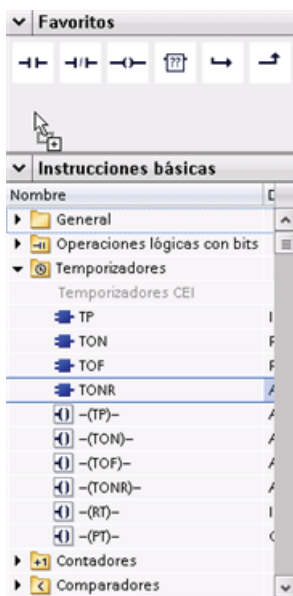 Favoritos
??
Instrucciones básicas
Nombre
General
Operaciones lógicas con bits
Temporizadores
Temporizadores CEI
TP
TON
TOF
TONR
–(TP)–
–(TON)–
–(TOF)–
–(TONR)–
–(RT)–
–(PT)–
+1 Contadores
Comparadores